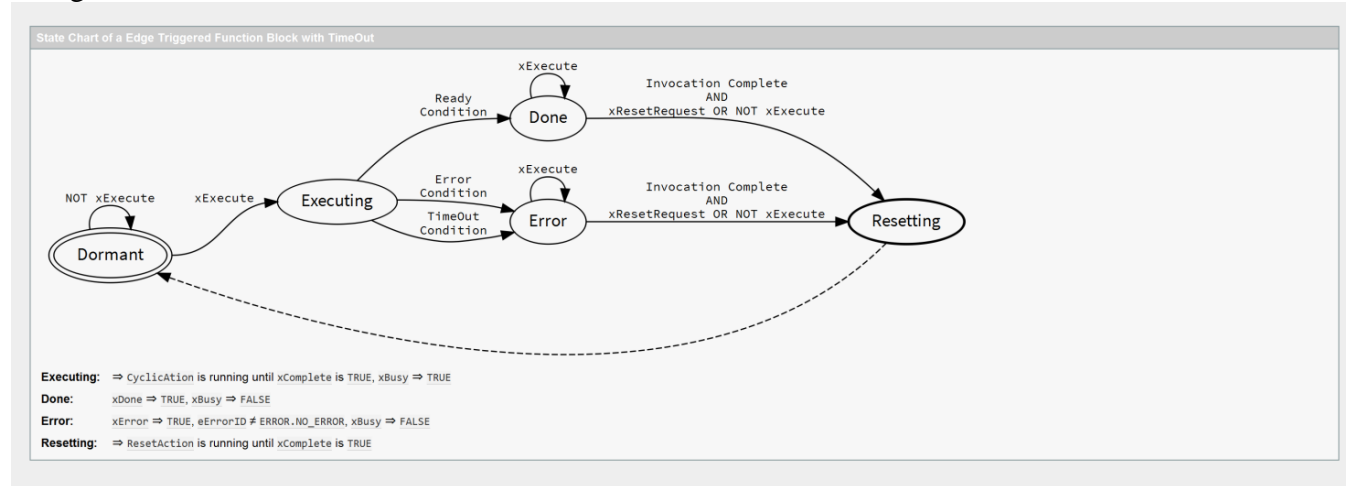 State Chart of a Edge Triggered Function Block with TimeOut
xExecute
Invocation Complete
AND
xResetRequest OR NOT xExecute
Ready
Condition
Done
xExecute
Error
Condition
Invocation Complete
AND
xResetRequest OR NOT xExecute
NOT xExecute
xExecute
Executing
TimeOut
Condition
Error
Resetting
Dormant
Executing: ⇒ CyclicAtion is running until xComplete is TRUE, xBusy ⇒ TRUE
Done: xDone ⇒ TRUE, xBusy ⇒ FALSE
Error: xError ⇒ TRUE, eErrorID ≠ ERROR.NO_ERROR, xBusy ⇒ FALSE
Resetting: ⇒ ResetAction is running until xComplete is TRUE